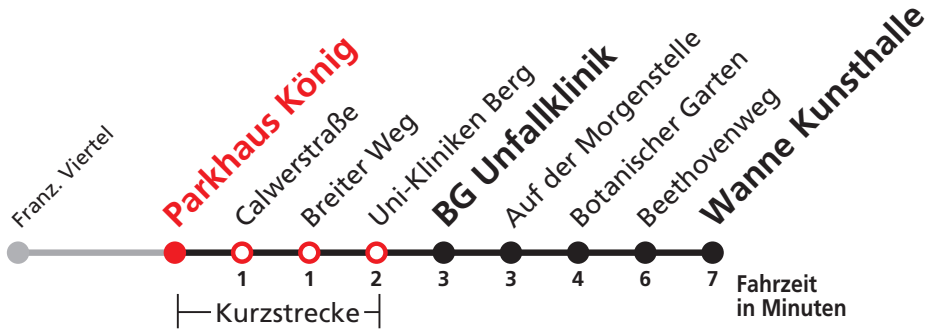 Franz. Viertel
Parkhaus König
Calwerstraße
Breiter Weg
Uni-Kliniken Berg
BG Unfallklinik
Auf der Morgenstelle
Botanischer Garten
Beethovenweg
Wanne Kunsthalle
1 1 2 3 3 4 6 7
Fahrzeit
in Minuten
Kurzstrecke